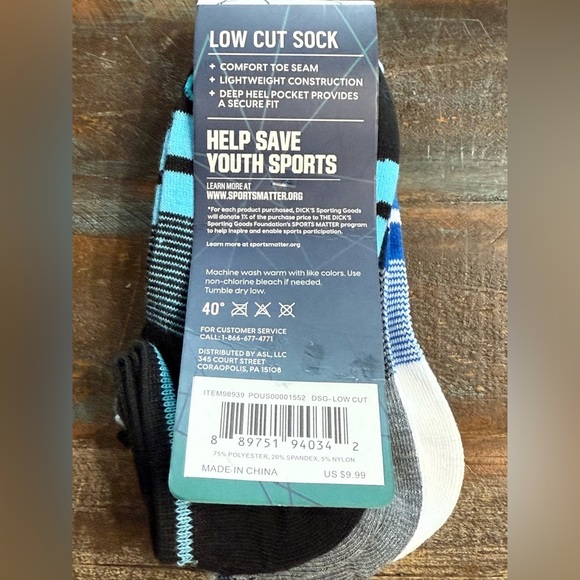 LOW CUT SOCK
+ COMFORT TOE SEAM
+ LIGHTWEIGHT CONSTRUCTION
+ DEEP HEEL POCKET PROVIDES
A SECURE FIT
HELP SAVE
YOUTH SPORTS
LEARN MORE AT
WWW.SPORTSMATTER.ORG
*For each product purchased, DICK'S Sporting Goods
will donate 1% of the purchase price to THE DICK'S
Sporting Goods Foundation's SPORTS MATTER program
to help inspire and enable sports participation.
Learn more at sportsmatter.org
Machine wash warm with like colors. Use
non-chlorine bleach if needed.
Tumble dry low.
40°
FOR CUSTOMER SERVICE
CALL: 1-866-677-4771
DISTRIBUTED BY ASL, LLC
345 COURT STREET
CORAOPOLIS, PA 15108
ITEM98939 POUS00001552 DSG-LOW CUT
8 89751 94034 2
75% POLYESTER, 20% SPANDEX, 5% NYLON
MADE IN CHINA US $9.99